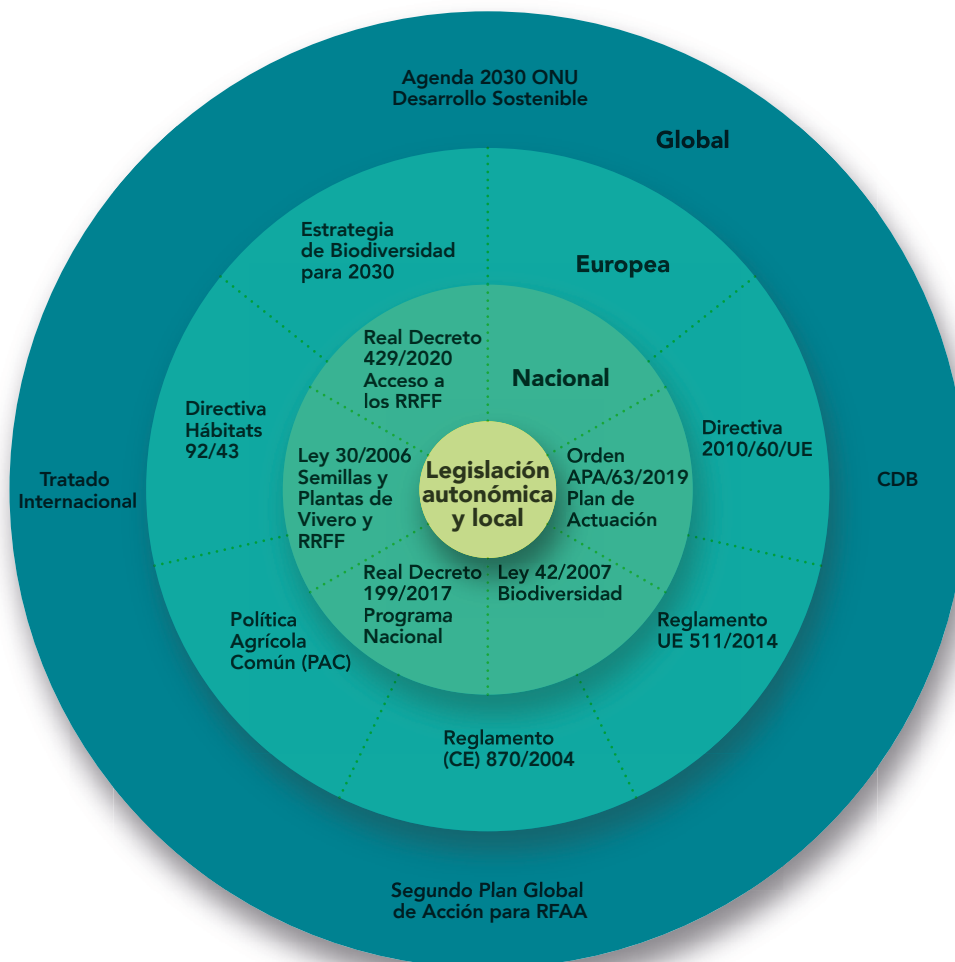 Agenda 2030 ONU
Desarrollo Sostenible
Global
Estrategia
de Biodiversidad
para 2030
Europea
Real Decreto
429/2020
Acceso a
los RRFF
Nacional
Directiva
Hábitats
92/43
Directiva
2010/60/UE
Ley 30/2006
Semillas y
Plantas de
Vivero y
RRFF
Legislación
autonómica
y local
Orden
APA/63/2019
Plan de
Actuación
Tratado
Internacional
CDB
Real Decreto
199/2017
Programa
Nacional
Ley 42/2007
Biodiversidad
Política
Agrícola
Común (PAC)
Reglamento
UE 511/2014
Reglamento
(CE) 870/2004
Segundo Plan Global
de Acción para RFAA